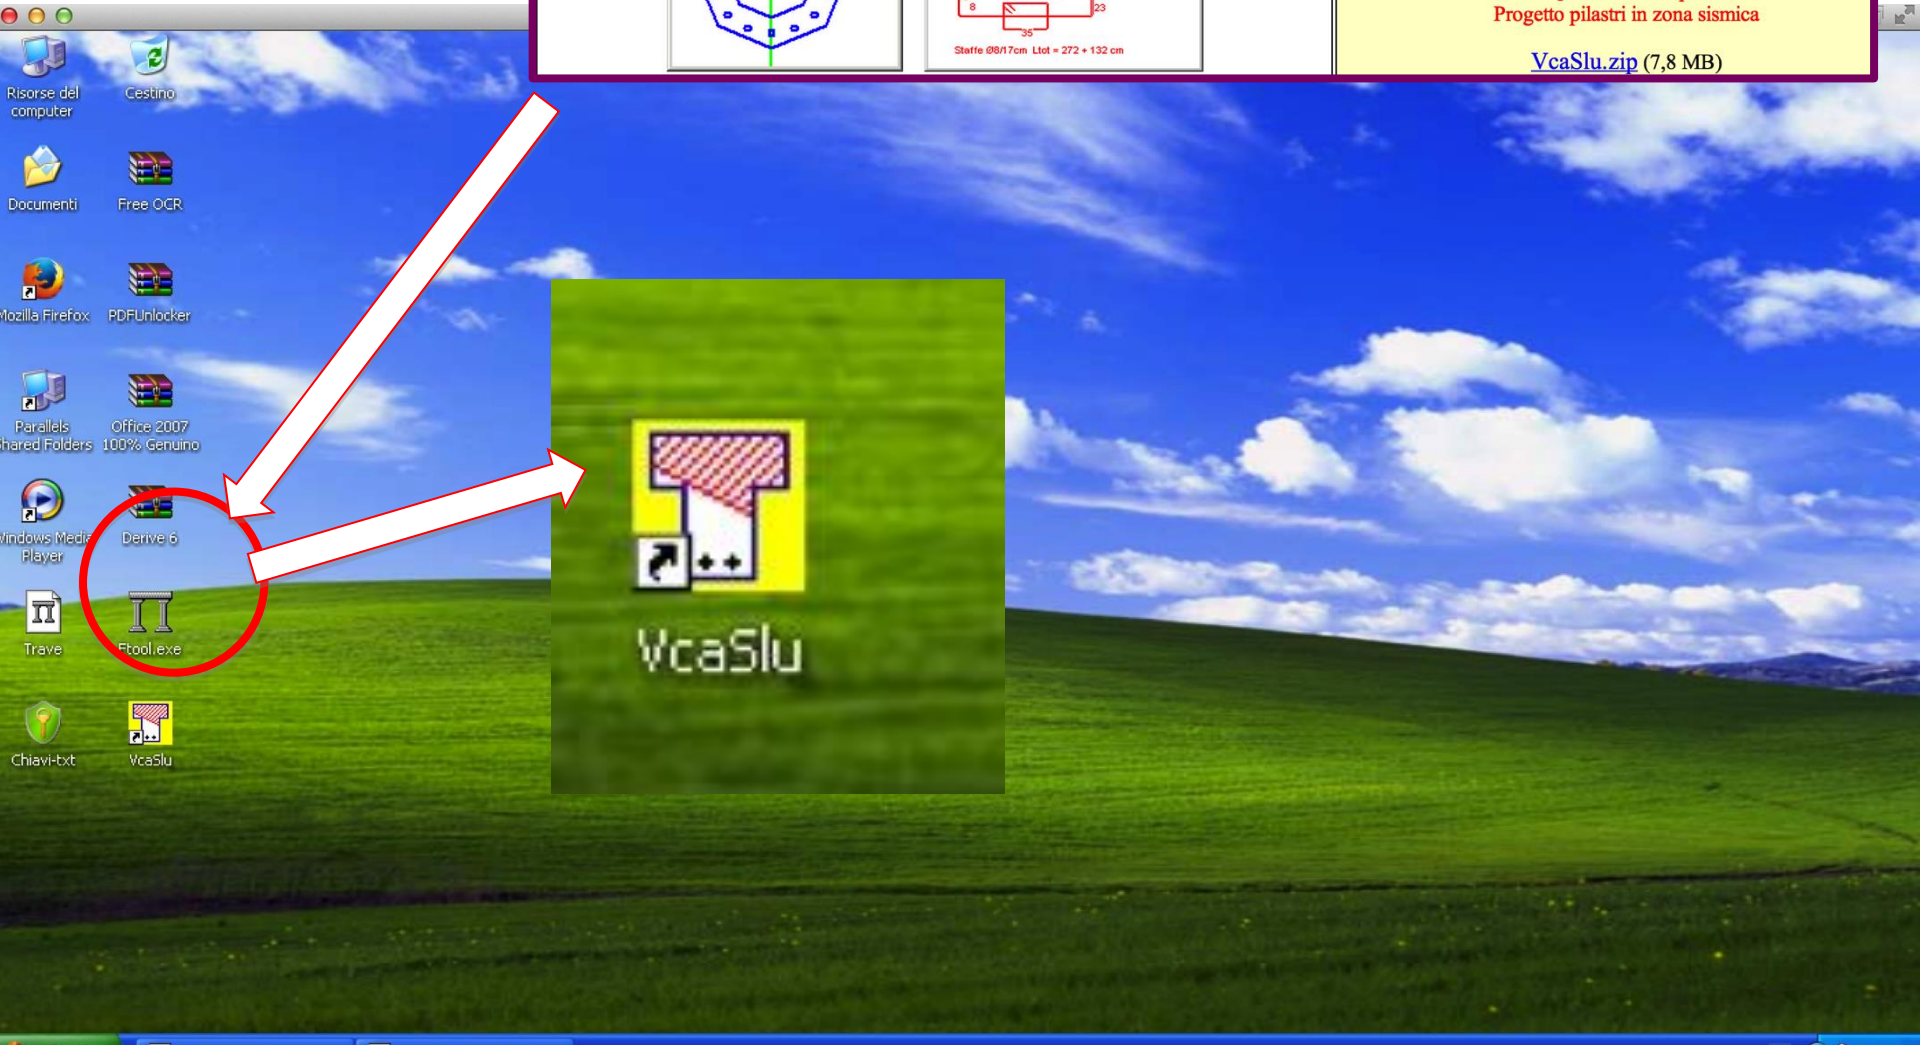 8
23
35
Staffe Ø8/17cm Ltot = 272 + 132 cm
Progetto pilastri in zona sismica
VcaSlu.zip (7,8 MB)
Risorse del
computer
Cestino
Documenti
Free OCR
Mozilla Firefox
PDFUnlocker
Parallels
Shared Folders
Office 2007
100% Genuino
Windows Media
Player
Derive 6
Trave
Ftool.exe
Chiavi-txt
VcaSlu
VcaSlu